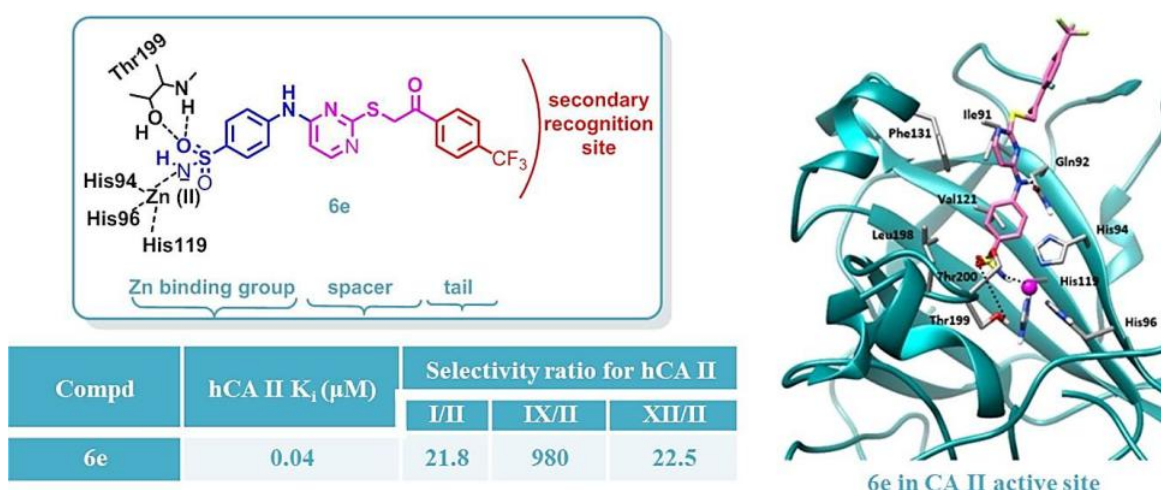 Thr199
N
H
O
H
O
H
N
S
O
NH
N
N
S
O
CF3
His94
Zn (II)
His96
His119
6e
secondary
recognition
site
Zn binding group
spacer
tail
Compd
hCA II Ki (µM)
Selectivity ratio for hCA II
I/II
IX/II
XII/II
6e
0.04
21.8
980
22.5
Phe131
Ile91
Gln92
Val121
Leu198
His94
Thr200
His119
Thr199
His96
6e in CA II active site